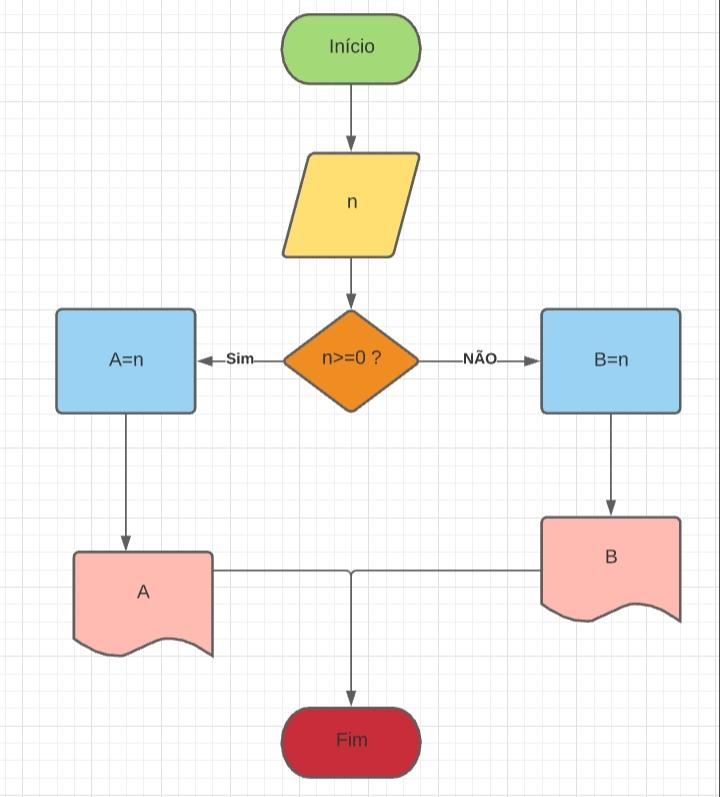 Início
n
A=n
Sim
n>=0 ?
NÃO
B=n
A
B
Fim